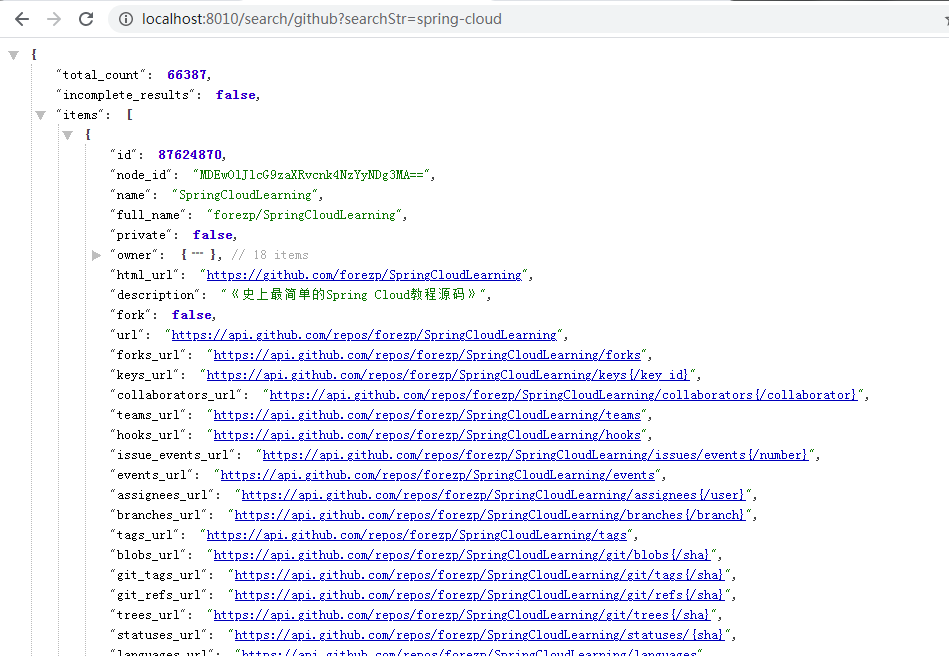 localhost:8010/search/github?searchStr=spring-cloud
{
"total_count": 66387,
"incomplete_results": false,
"items": [
{
"id": 87624870,
"node_id": "MDEwOlJlcG9zaXRvcnk4NzYyNDg3MA==",
"name": "SpringCloudLearning",
"full_name": "forezp/SpringCloudLearning",
"private": false,
"owner": { ... }, // 18 items
"html_url": "https://github.com/forezp/SpringCloudLearning",
"description": "《史上最简单的Spring Cloud教程源码》",
"fork": false,
"url": "https://api.github.com/repos/forezp/SpringCloudLearning",
"forks_url": "https://api.github.com/repos/forezp/SpringCloudLearning/forks",
"keys_url": "https://api.github.com/repos/forezp/SpringCloudLearning/keys{/key_id}",
"collaborators_url": "https://api.github.com/repos/forezp/SpringCloudLearning/collaborators{/collaborator}",
"teams_url": "https://api.github.com/repos/forezp/SpringCloudLearning/teams",
"hooks_url": "https://api.github.com/repos/forezp/SpringCloudLearning/hooks",
"issue_events_url": "https://api.github.com/repos/forezp/SpringCloudLearning/issues/events{/number}",
"events_url": "https://api.github.com/repos/forezp/SpringCloudLearning/events",
"assignees_url": "https://api.github.com/repos/forezp/SpringCloudLearning/assignees{/user}",
"branches_url": "https://api.github.com/repos/forezp/SpringCloudLearning/branches{/branch}",
"tags_url": "https://api.github.com/repos/forezp/SpringCloudLearning/tags",
"blobs_url": "https://api.github.com/repos/forezp/SpringCloudLearning/git/blobs{/sha}",
"git_tags_url": "https://api.github.com/repos/forezp/SpringCloudLearning/git/tags{/sha}",
"git_refs_url": "https://api.github.com/repos/forezp/SpringCloudLearning/git/refs{/sha}",
"trees_url": "https://api.github.com/repos/forezp/SpringCloudLearning/git/trees{/sha}",
"statuses_url": "https://api.github.com/repos/forezp/SpringCloudLearning/statuses/{sha}",
"languages_url": "https://api.github.com/repos/forezp/SpringCloudLearning/languages"